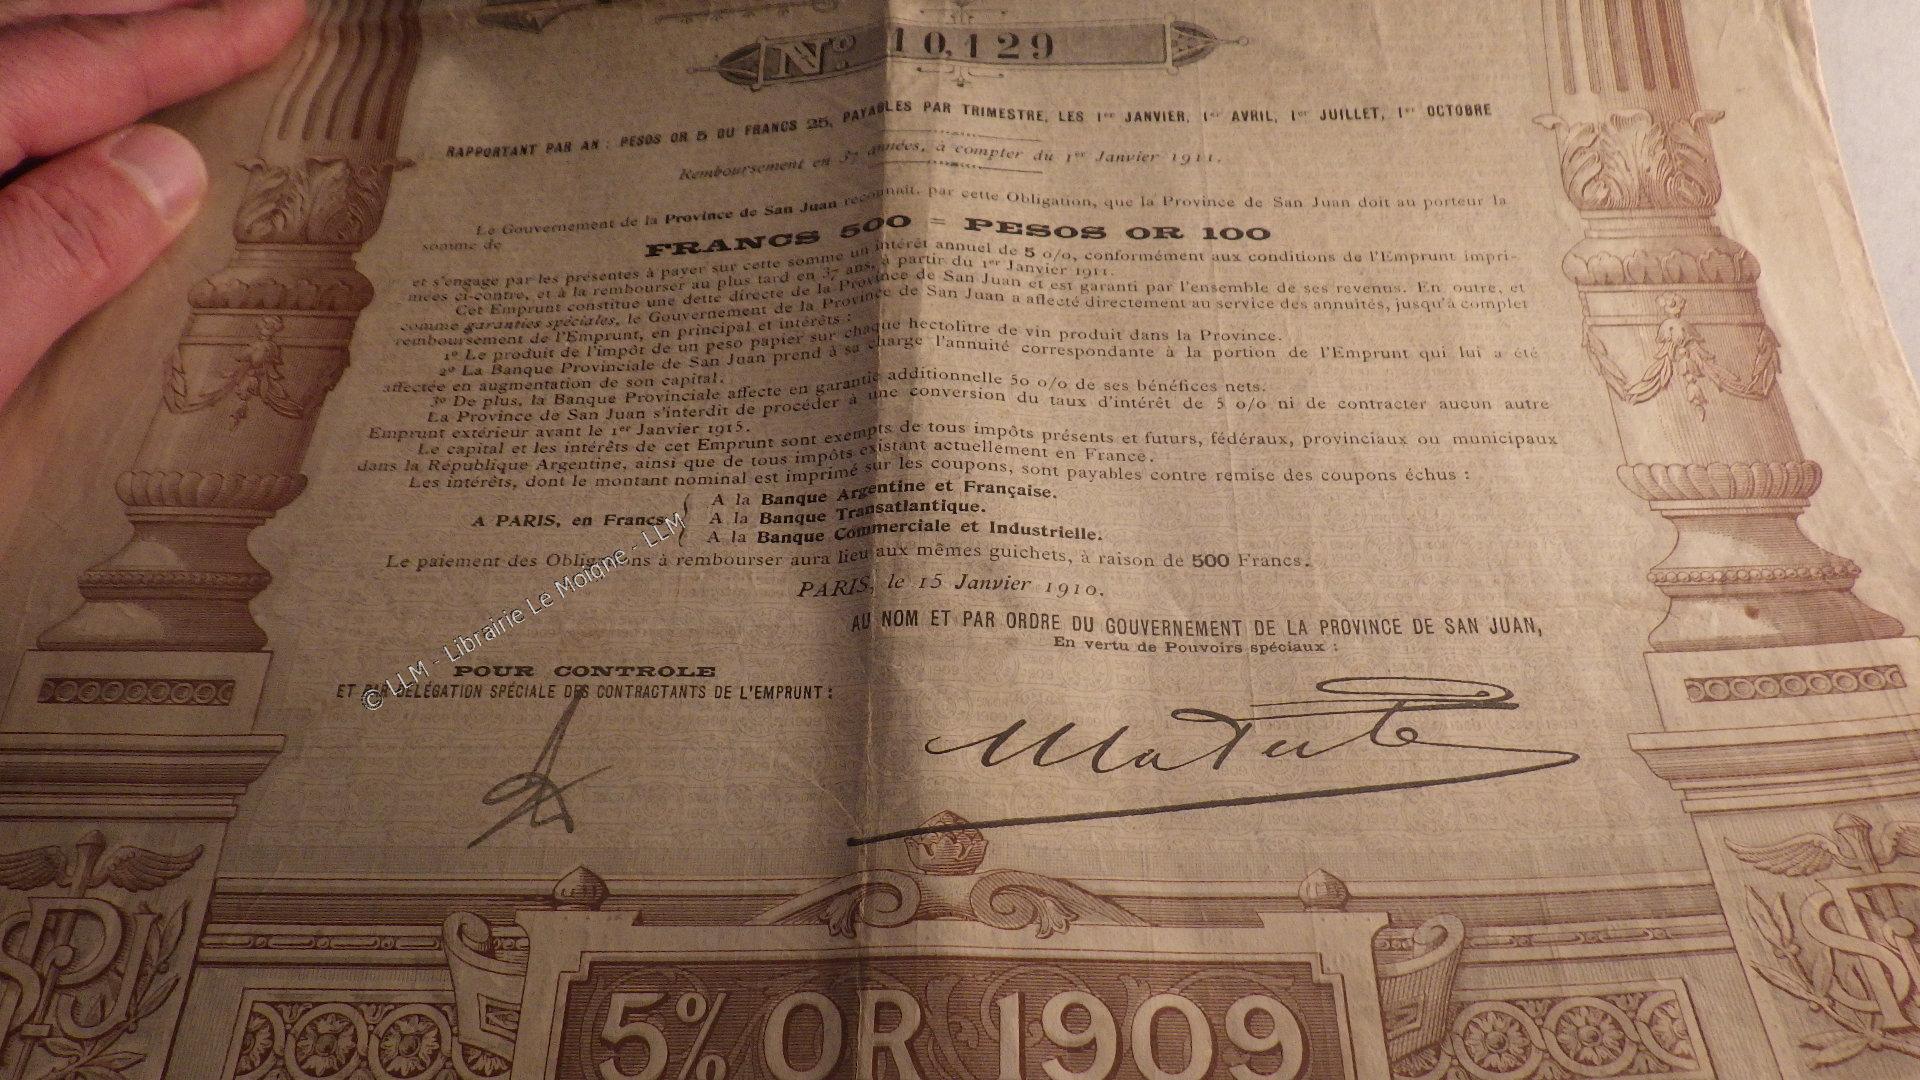 No 10,129
RAPPORTANT PAR AN : PESOS OR 5 OU FRANCS 25, PAYABLES PAR TRIMESTRE, LES 1er JANVIER, 1er AVRIL, 1er JUILLET, 1er OCTOBRE
Remboursement en 37 années, à compter du 1er Janvier 1911.
Le Gouvernement de la Province de San Juan reconnaît, par cette Obligation, que la Province de San Juan doit au porteur la
somme de
FRANCS 500 = PESOS OR 100
et s'engage par les présentes à payer sur cette somme un intérêt annuel de 5 o/o, conformément aux conditions de l'Emprunt impri-
mées ci-contre, et à la rembourser au plus tard en 37 ans, à partir du 1er Janvier 1911.
Cet Emprunt constitue une dette directe de la Province de San Juan et est garanti par l'ensemble de ses revenus. En outre, et
comme garanties spéciales, le Gouvernement de la Province de San Juan a affecté directement au service des annuités, jusqu'à complet
remboursement de l'Emprunt, en principal et intérêts :
1o Le produit de l'impôt de un peso papier sur chaque hectolitre de vin produit dans la Province.
2o La Banque Provinciale de San Juan prend à sa charge l'annuité correspondante à la portion de l'Emprunt qui lui a été
affectée en augmentation de son capital.
3o De plus, la Banque Provinciale affecte en garantie additionnelle 50 o/o de ses bénéfices nets.
La Province de San Juan s'interdit de procéder à une conversion du taux d'intérêt de 5 o/o ni de contracter aucun autre
Emprunt extérieur avant le 1er Janvier 1915.
Le capital et les intérêts de cet Emprunt sont exempts de tous impôts présents et futurs, fédéraux, provinciaux ou municipaux
dans la République Argentine, ainsi que de tous impôts existant actuellement en France.
Les intérêts, dont le montant nominal est imprimé sur les coupons, sont payables contre remise des coupons échus :
A PARIS, en Francs
A la Banque Argentine et Française.
A la Banque Transatlantique.
A la Banque Commerciale et Industrielle.
Le paiement des Obligations à rembourser aura lieu aux mêmes guichets, à raison de 500 Francs.
PARIS, le 15 Janvier 1910.
AU NOM ET PAR ORDRE DU GOUVERNEMENT DE LA PROVINCE DE SAN JUAN,
En vertu de Pouvoirs spéciaux :
POUR CONTROLE
ET PAR DÉLÉGATION SPÉCIALE DES CONTRACTANTS DE L'EMPRUNT :
© LLM - Librairie Le Moigne - LLM
5% OR 1909